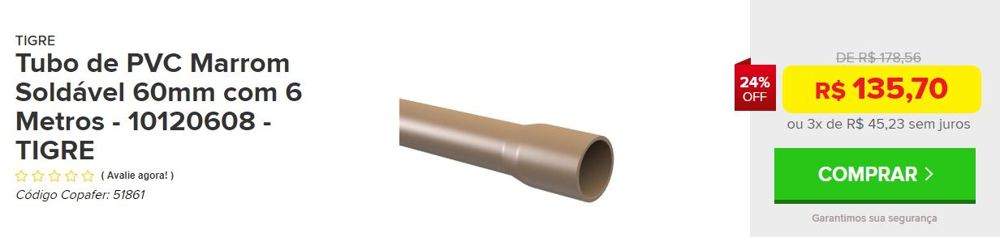 TIGRE
Tubo de PVC Marrom
Soldável 60mm com 6
Metros - 10120608 -
TIGRE
( Avalie agora! )
Código Copafer: 51861
DE R$ 178,56
24%
OFF
R$ 135,70
ou 3x de R$ 45,23 sem juros
COMPRAR
Garantimos sua segurança